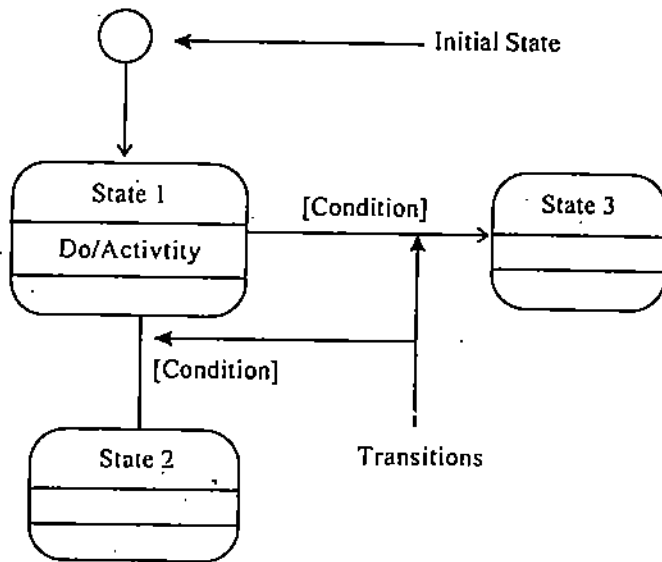 Initial State
State 1
[Condition]
State 3
Do/Activtity
[Condition]
State 2
Transitions